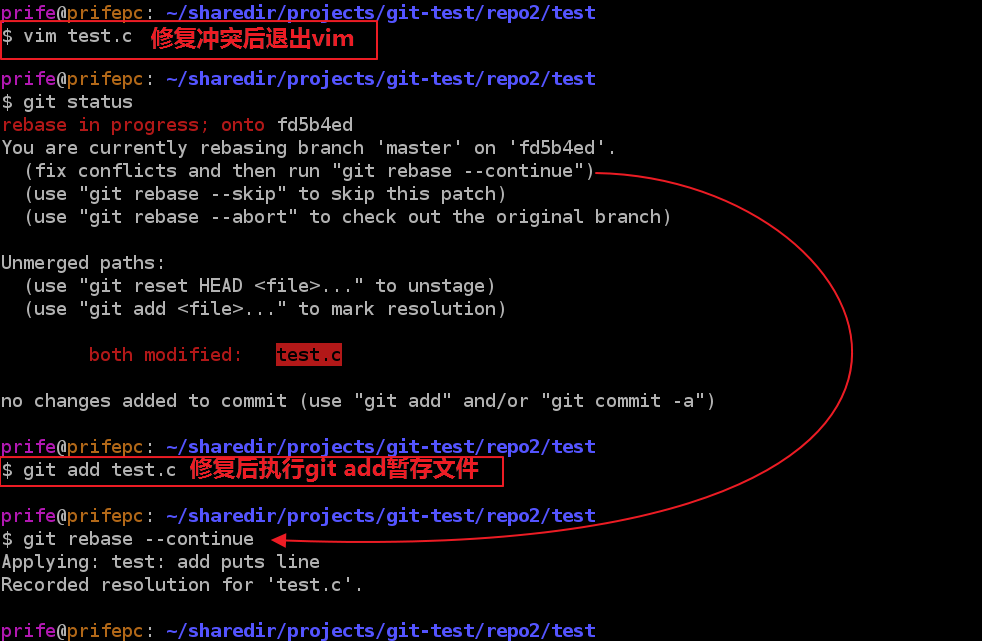 prife@prifepc: ~/sharedir/projects/git-test/repo2/test
$ vim test.c 修复冲突后退出vim
prife@prifepc: ~/sharedir/projects/git-test/repo2/test
$ git status
rebase in progress; onto fd5b4ed
You are currently rebasing branch 'master' on 'fd5b4ed'.
  (fix conflicts and then run "git rebase --continue")
  (use "git rebase --skip" to skip this patch)
  (use "git rebase --abort" to check out the original branch)
Unmerged paths:
  (use "git reset HEAD <file>..." to unstage)
  (use "git add <file>..." to mark resolution)
        both modified:   test.c
no changes added to commit (use "git add" and/or "git commit -a")
prife@prifepc: ~/sharedir/projects/git-test/repo2/test
$ git add test.c 修复后执行git add暂存文件
prife@prifepc: ~/sharedir/projects/git-test/repo2/test
$ git rebase --continue
Applying: test: add puts line
Recorded resolution for 'test.c'.
prife@prifepc: ~/sharedir/projects/git-test/repo2/test